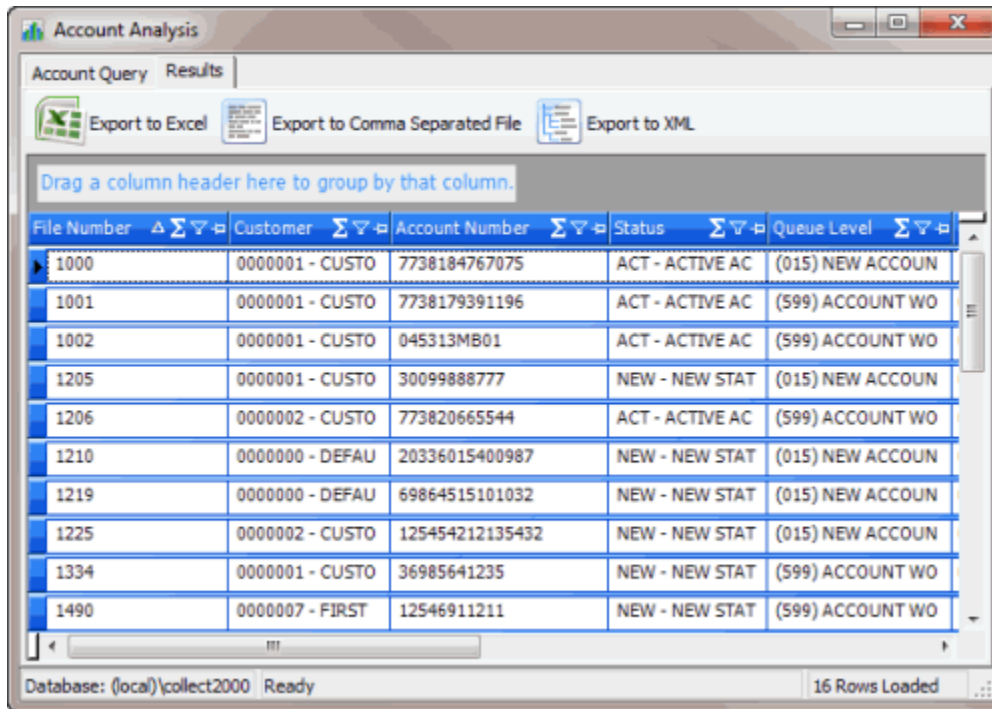 Account Analysis
Account Query Results
Export to Excel Export to Comma Separated File Export to XML
Drag a column header here to group by that column.
File Number Customer Account Number Status Queue Level
1000 0000001 - CUSTO 7738184767075 ACT - ACTIVE AC (015) NEW ACCOUN
1001 0000001 - CUSTO 7738179391196 ACT - ACTIVE AC (599) ACCOUNT WO
1002 0000001 - CUSTO 045313MB01 ACT - ACTIVE AC (599) ACCOUNT WO
1205 0000001 - CUSTO 30099888777 NEW - NEW STAT (015) NEW ACCOUN
1206 0000002 - CUSTO 773820665544 ACT - ACTIVE AC (599) ACCOUNT WO
1210 0000000 - DEFAU 20336015400987 NEW - NEW STAT (015) NEW ACCOUN
1219 0000000 - DEFAU 69864515101032 NEW - NEW STAT (015) NEW ACCOUN
1225 0000002 - CUSTO 125454212135432 NEW - NEW STAT (015) NEW ACCOUN
1334 0000001 - CUSTO 36985641235 NEW - NEW STAT (599) ACCOUNT WO
1490 0000007 - FIRST 12546911211 NEW - NEW STAT (599) ACCOUNT WO
Database: (local)\collect2000 Ready 16 Rows Loaded